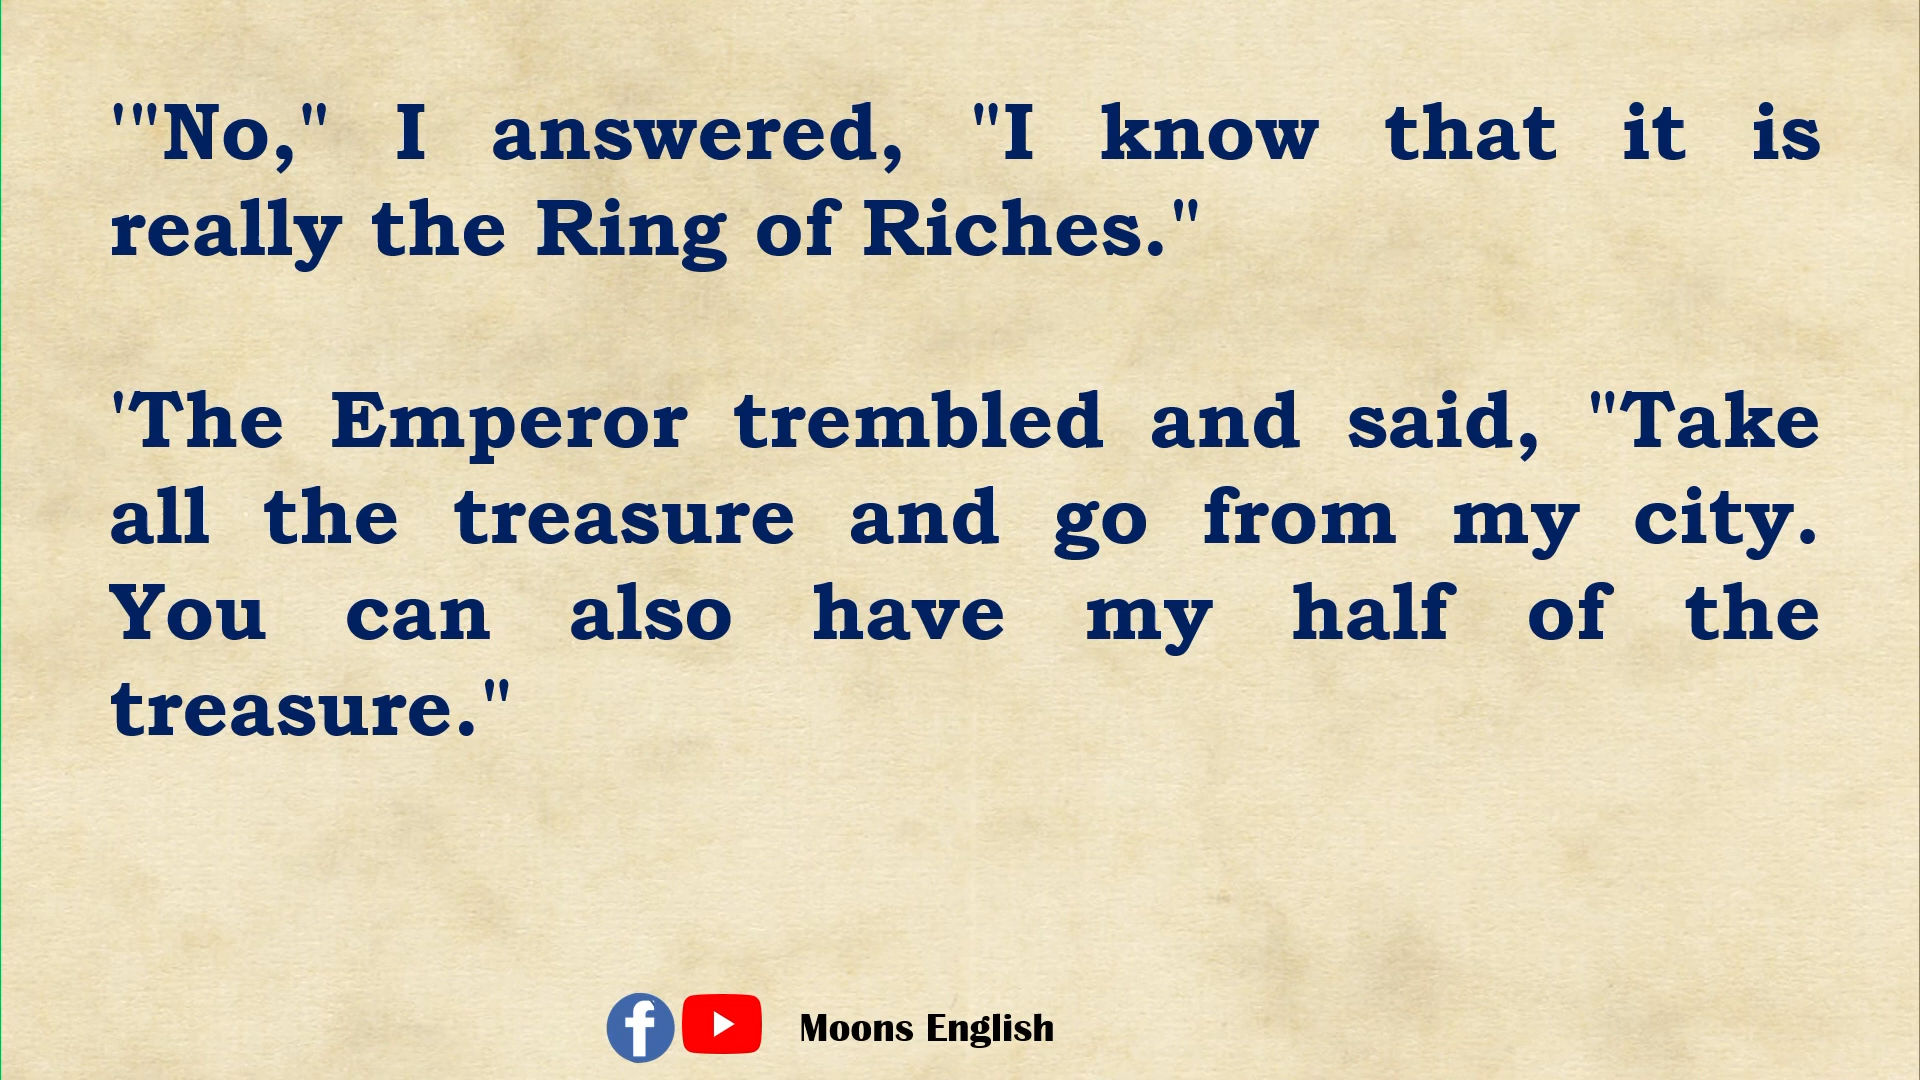 '"No," I answered, "I know that it is
really the Ring of Riches."
'The Emperor trembled and said, "Take
all the treasure and go from my city.
You can also have my half of the
treasure."
f Moons English